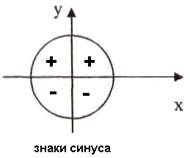 y
+ +
- -
x
знаки синуса